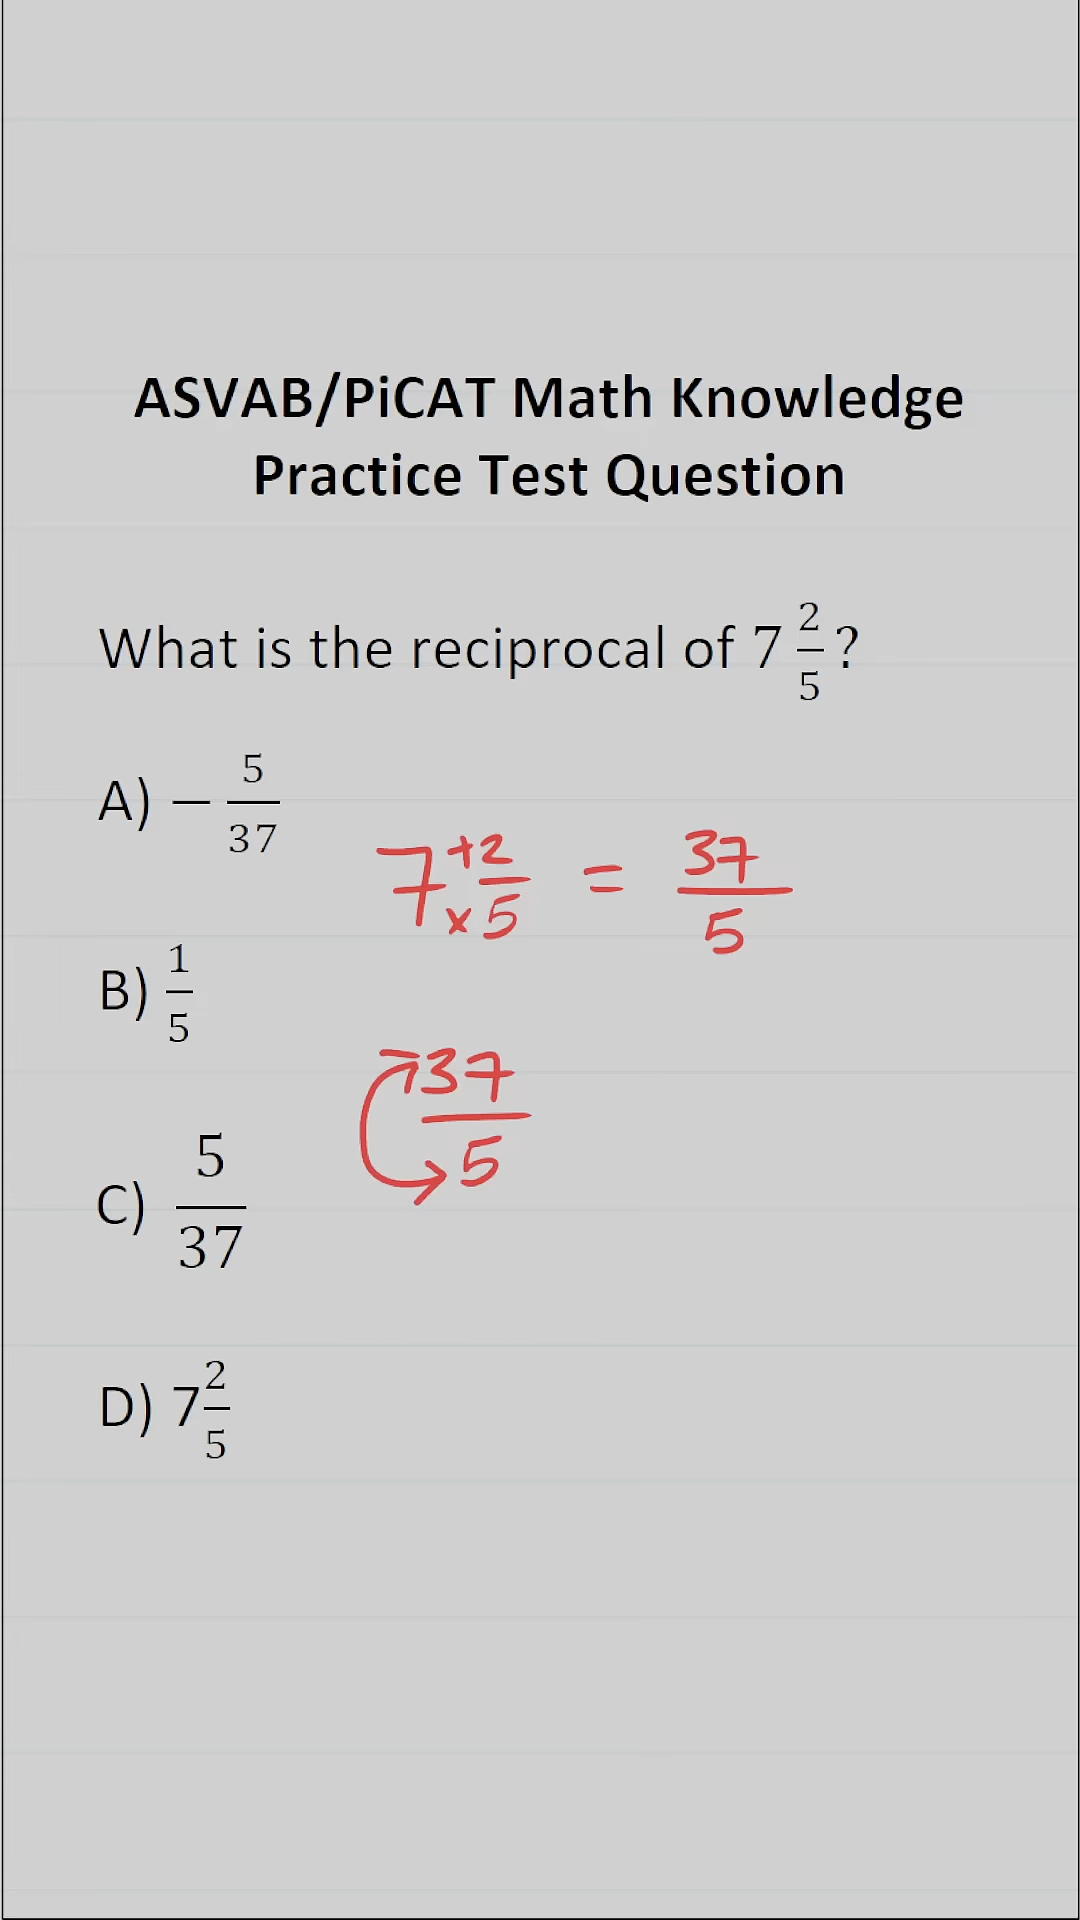 ASVAB/PiCAT Math Knowledge
Practice Test Question
What is the reciprocal of 7 2/5?
A) − 5/37
7 +2/×5 = 37/5
B) 1/5
37/5
C) 5/37
D) 7 2/5